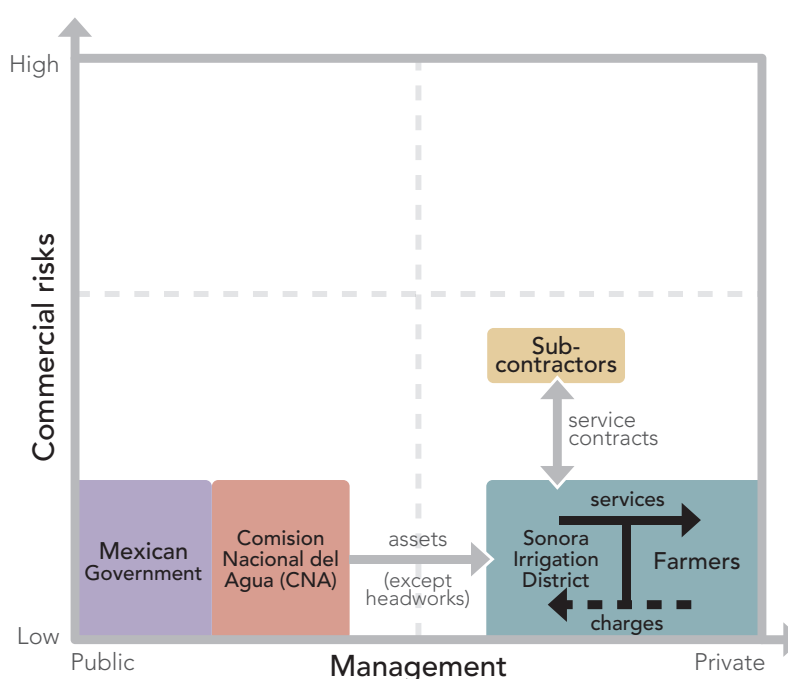 High
Commercial risks
Sub-
contractors
service
contracts
Mexican
Government
Comision
Nacional del
Agua (CNA)
assets
(except
headworks)
services
Sonora
Irrigation
District
Farmers
charges
Low
Public
Management
Private